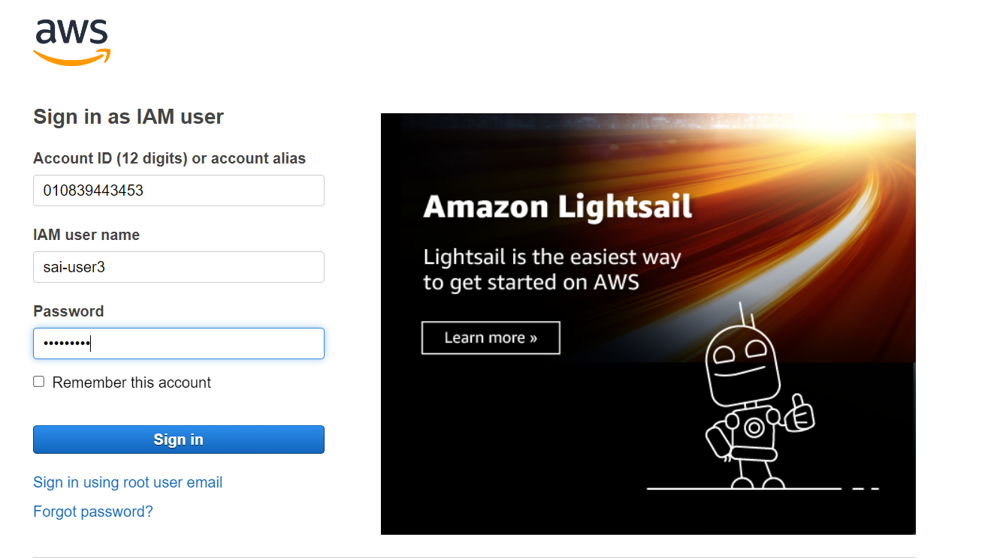 aws
Sign in as IAM user
Account ID (12 digits) or account alias
010839443453
IAM user name
sai-user3
Password
•••••••••
Remember this account
Sign in
Sign in using root user email
Forgot password?
Amazon Lightsail
Lightsail is the easiest way
to get started on AWS
Learn more »